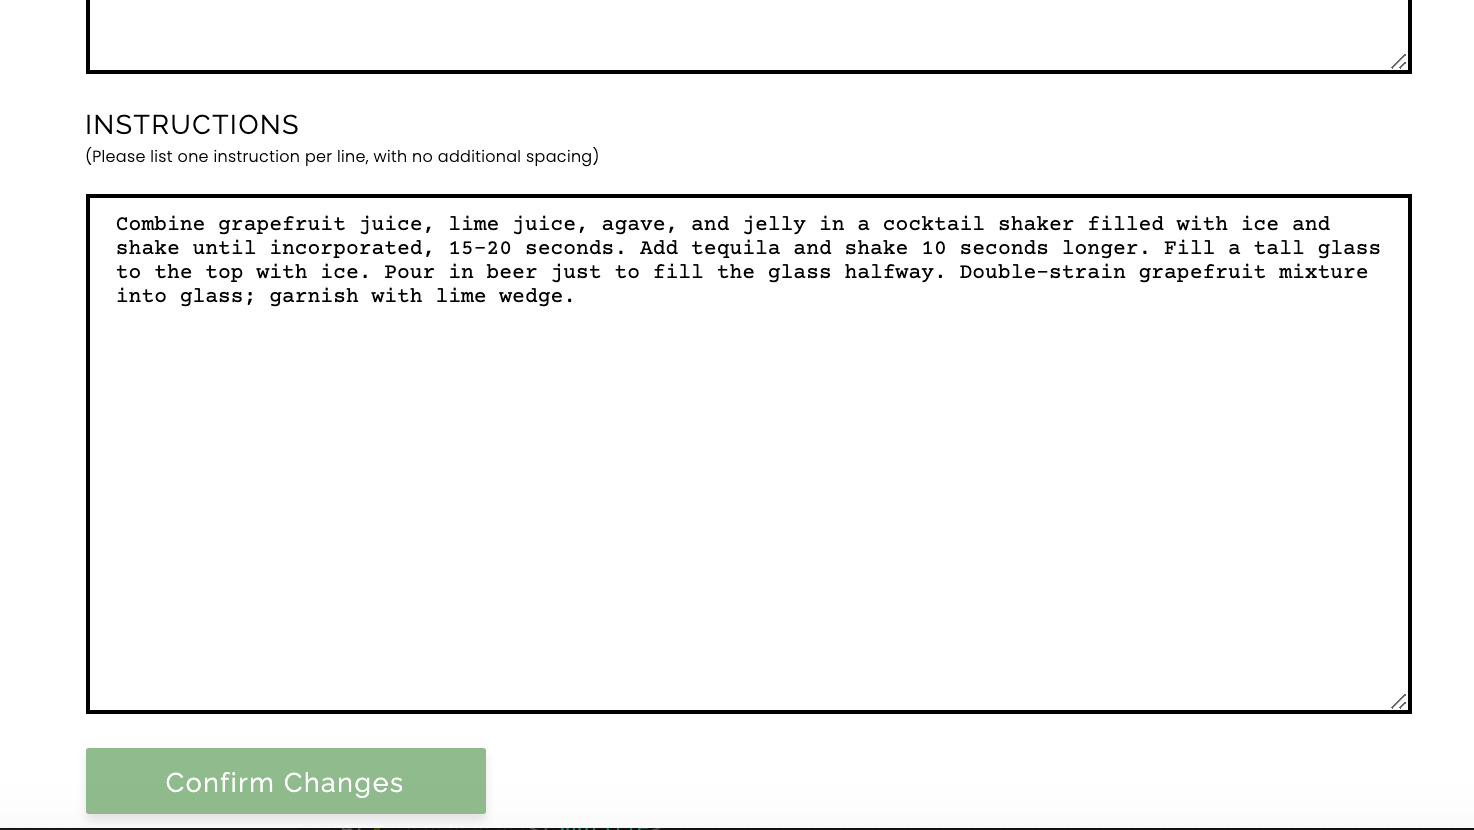 INSTRUCTIONS
(Please list one instruction per line, with no additional spacing)
Combine grapefruit juice, lime juice, agave, and jelly in a cocktail shaker filled with ice and
shake until incorporated, 15-20 seconds. Add tequila and shake 10 seconds longer. Fill a tall glass
to the top with ice. Pour in beer just to fill the glass halfway. Double-strain grapefruit mixture
into glass; garnish with lime wedge.
Confirm Changes